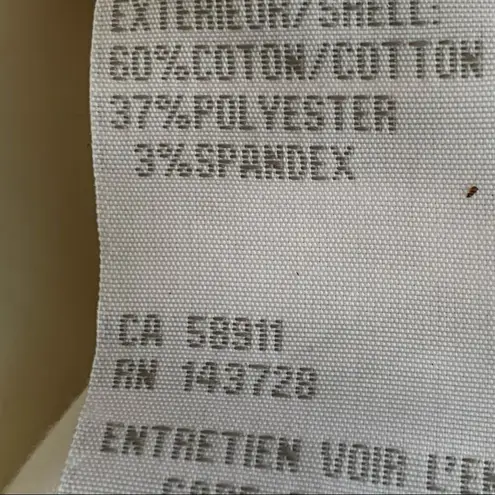 EXTERIEUR/SHELL:
60%COTON/COTTON
37%POLYESTER
3%SPANDEX
CA 58911
RN 143728
ENTRETIEN VOIR